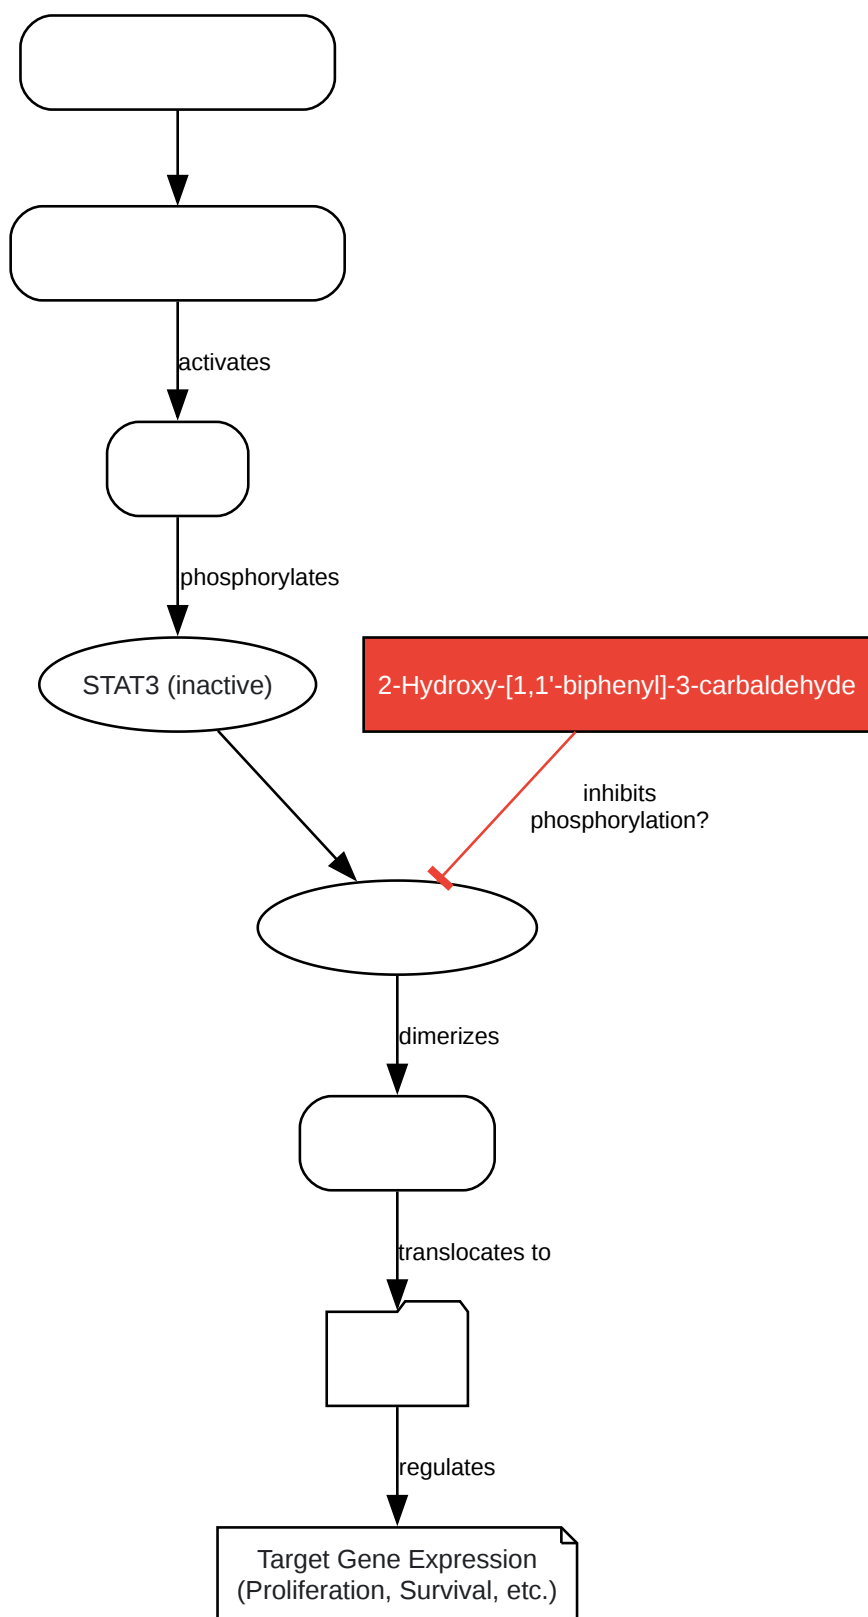 activates
phosphorylates
STAT3 (inactive)
2-Hydroxy-[1,1'-biphenyl]-3-carbaldehyde
inhibits
phosphorylation?
dimerizes
translocates to
regulates
Target Gene Expression
(Proliferation, Survival, etc.)